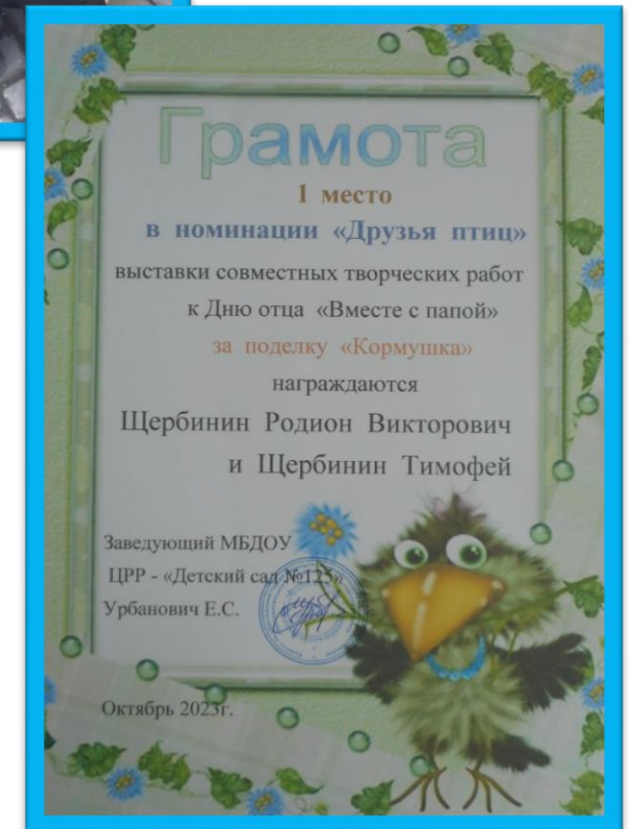 Грамота
1 место
в номинации «Друзья птиц»
выставки совместных творческих работ
к Дню отца «Вместе с папой»
за поделку «Кормушка»
награждаются
Щербинин Родион Викторович
и Щербинин Тимофей
Заведующий МБДОУ
ЦРР - «Детский сад №125»
Урбанович Е.С.
Октябрь 2023г.